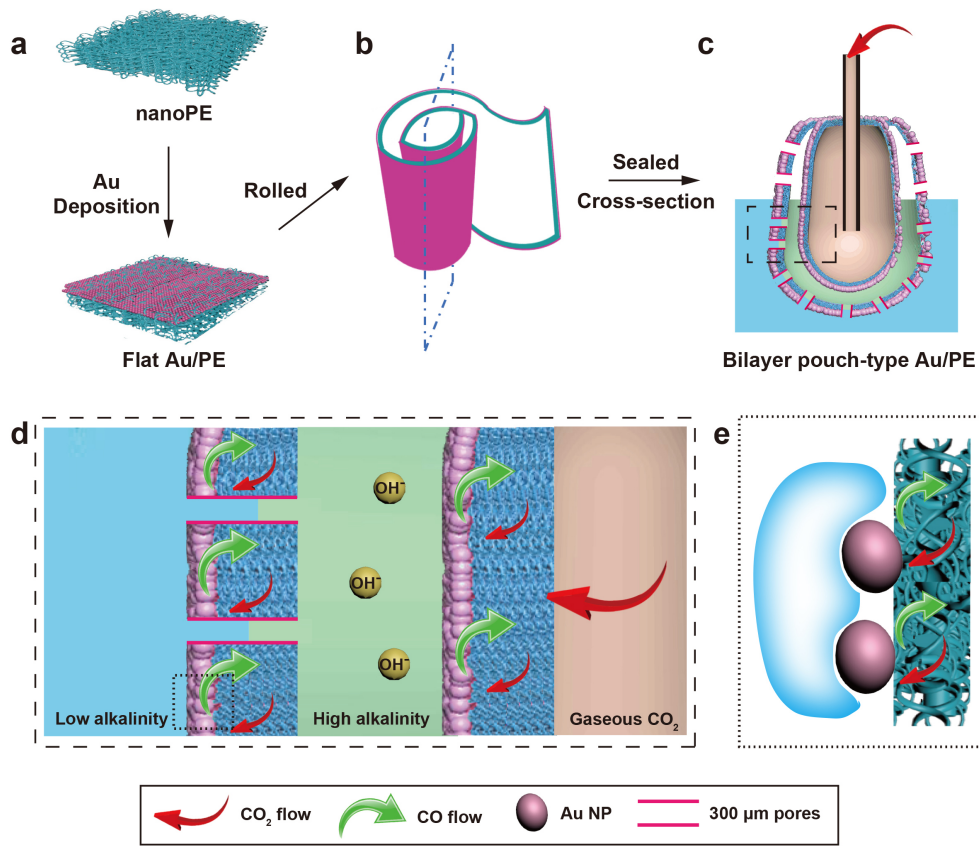 a
nanoPE
Au
Deposition
Flat Au/PE
Rolled
b
Sealed
Cross-section
c
Bilayer pouch-type Au/PE
d
OH⁻
OH⁻
OH⁻
Low alkalinity
High alkalinity
Gaseous CO₂
e
CO₂ flow
CO flow
Au NP
300 μm pores